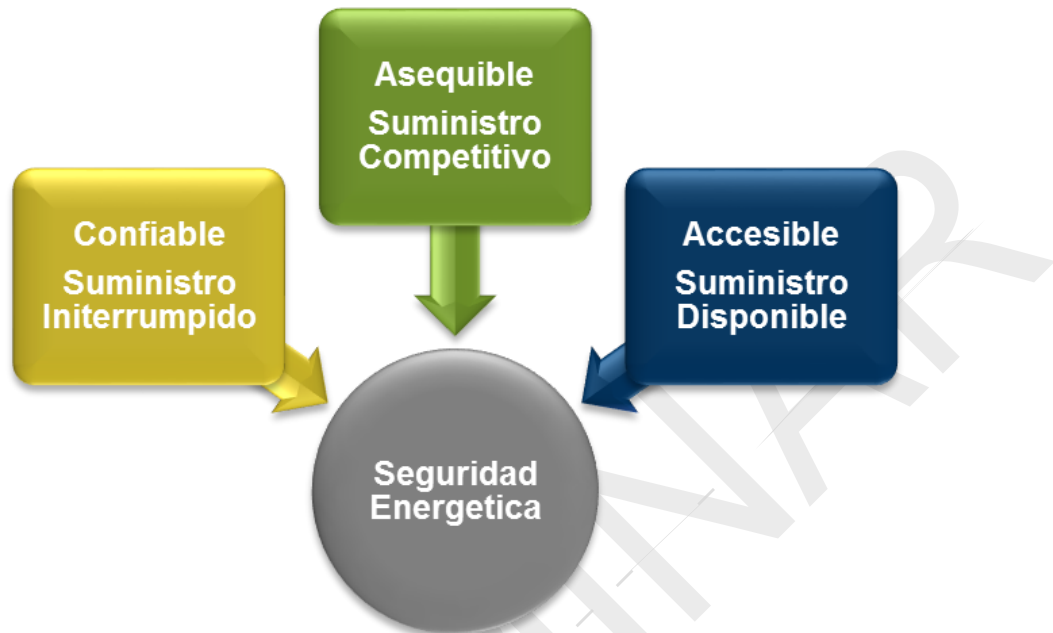 Asequible
Suministro
Competitivo
Confiable
Suministro
Initerrumpido
Accesible
Suministro
Disponible
Seguridad
Energetica